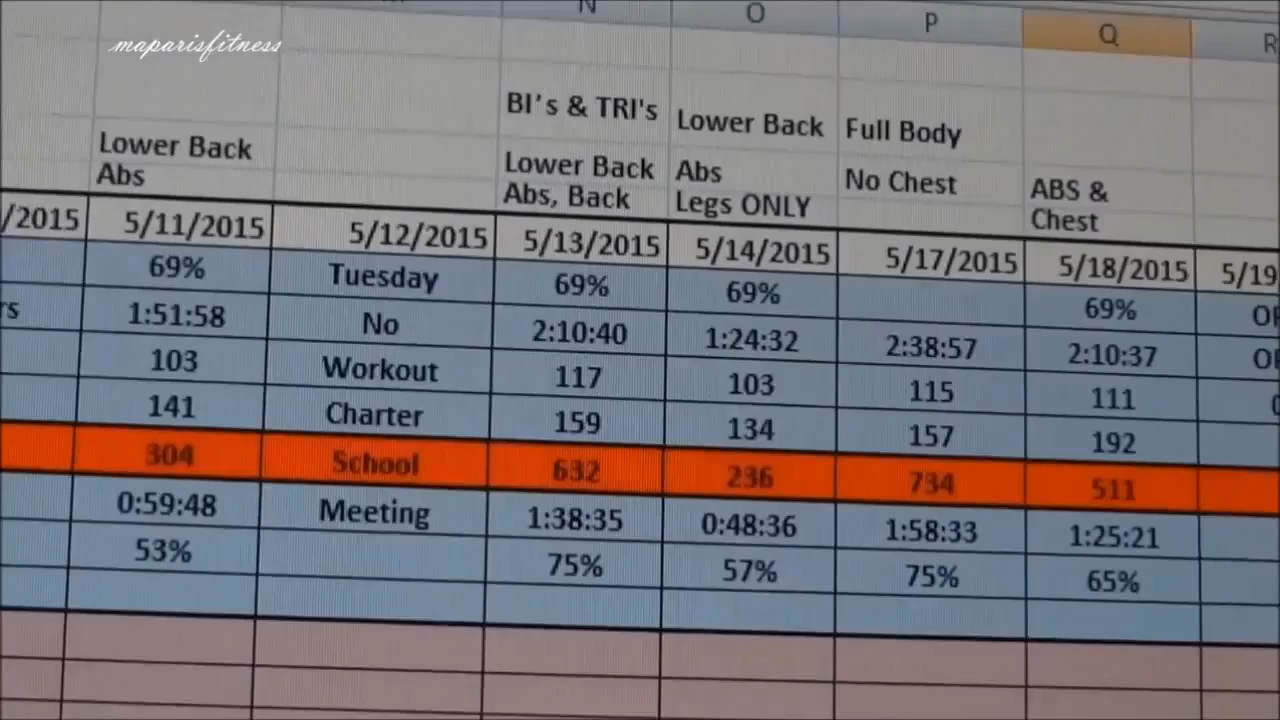 maparisfitness
N O P Q R
BI's & TRI's Lower Back Full Body
Lower Back Lower Back Abs No Chest ABS &
Abs Abs, Back Legs ONLY Chest
/2015 5/11/2015 5/12/2015 5/13/2015 5/14/2015 5/17/2015 5/18/2015 5/19
69% Tuesday 69% 69% 69%
rs 1:51:58 No 2:10:40 1:24:32 2:38:57 2:10:37
103 Workout 117 103 115 111
141 Charter 159 134 157 192
304 School 632 236 734 511
0:59:48 Meeting 1:38:35 0:48:36 1:58:33 1:25:21
53% 75% 57% 75% 65%